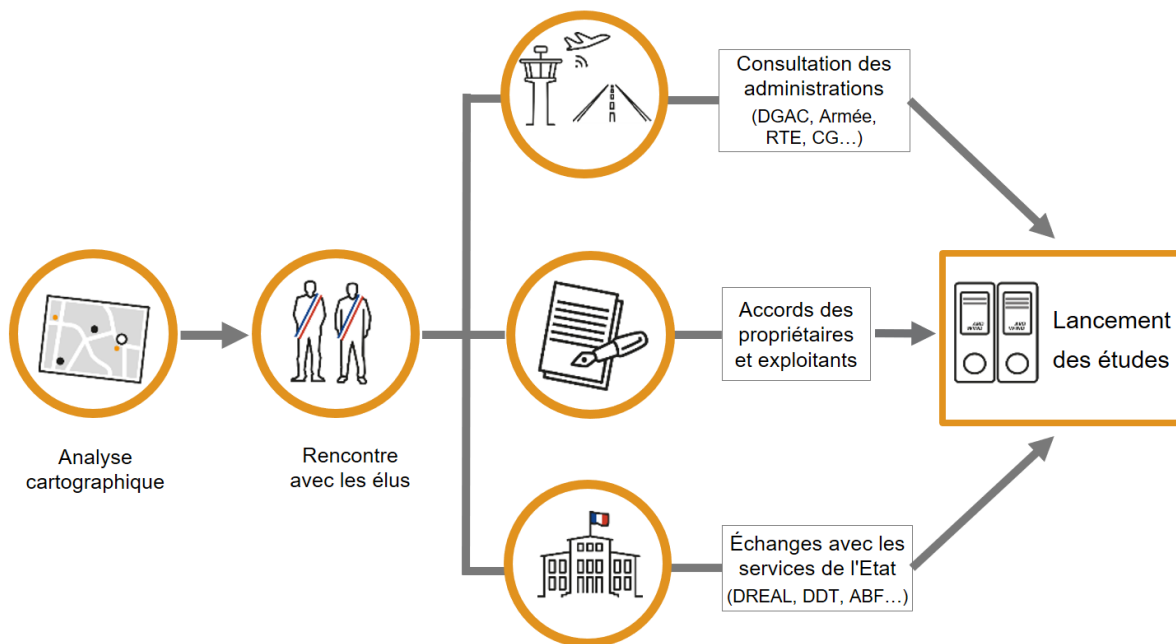 Consultation des
administrations
(DGAC, Armée,
RTE, CG…)
Accords des
propriétaires
et exploitants
Lancement
des études
Analyse
cartographique
Rencontre
avec les élus
Échanges avec les
services de l'Etat
(DREAL, DDT, ABF…)